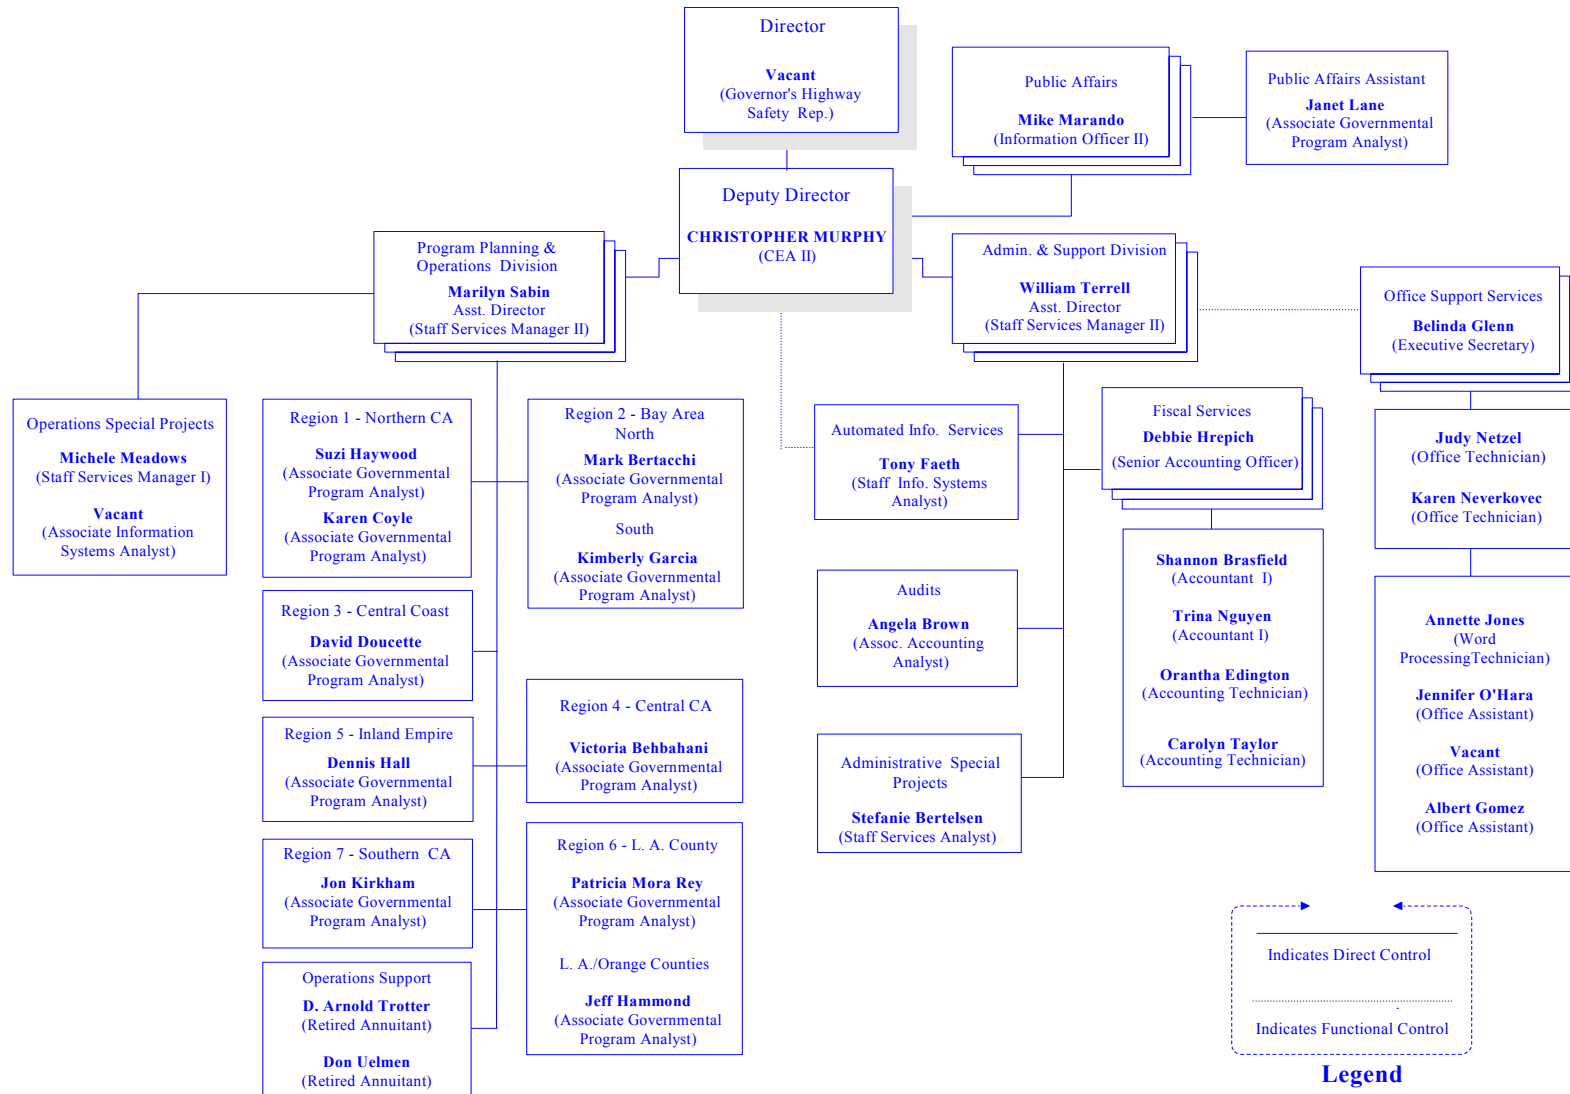 Director
Vacant
(Governor's Highway
Safety Rep.)
Public Affairs
Mike Marando
(Information Officer II)
Public Affairs Assistant
Janet Lane
(Associate Governmental
Program Analyst)
Deputy Director
CHRISTOPHER MURPHY
(CEA II)
Program Planning &
Operations Division
Marilyn Sabin
Asst. Director
(Staff Services Manager II)
Admin. & Support Division
William Terrell
Asst. Director
(Staff Services Manager II)
Office Support Services
Belinda Glenn
(Executive Secretary)
Operations Special Projects
Michele Meadows
(Staff Services Manager I)
Vacant
(Associate Information
Systems Analyst)
Region 1 - Northern CA
Suzi Haywood
(Associate Governmental
Program Analyst)
Karen Coyle
(Associate Governmental
Program Analyst)
Region 2 - Bay Area
North
Mark Bertacchi
(Associate Governmental
Program Analyst)
South
Kimberly Garcia
(Associate Governmental
Program Analyst)
Automated Info. Services
Tony Faeth
(Staff Info. Systems
Analyst)
Fiscal Services
Debbie Hrepich
(Senior Accounting Officer)
Judy Netzel
(Office Technician)
Karen Neverkovec
(Office Technician)
Region 3 - Central Coast
David Doucette
(Associate Governmental
Program Analyst)
Audits
Angela Brown
(Assoc. Accounting
Analyst)
Shannon Brasfield
(Accountant I)
Trina Nguyen
(Accountant I)
Orantha Edington
(Accounting Technician)
Carolyn Taylor
(Accounting Technician)
Annette Jones
(Word
ProcessingTechnician)
Jennifer O'Hara
(Office Assistant)
Vacant
(Office Assistant)
Albert Gomez
(Office Assistant)
Region 4 - Central CA
Victoria Behbahani
(Associate Governmental
Program Analyst)
Region 5 - Inland Empire
Dennis Hall
(Associate Governmental
Program Analyst)
Administrative Special
Projects
Stefanie Bertelsen
(Staff Services Analyst)
Region 7 - Southern CA
Jon Kirkham
(Associate Governmental
Program Analyst)
Region 6 - L. A. County
Patricia Mora Rey
(Associate Governmental
Program Analyst)
L. A./Orange Counties
Jeff Hammond
(Associate Governmental
Program Analyst)
Operations Support
D. Arnold Trotter
(Retired Annuitant)
Don Uelmen
(Retired Annuitant)
Indicates Direct Control
Indicates Functional Control
Legend